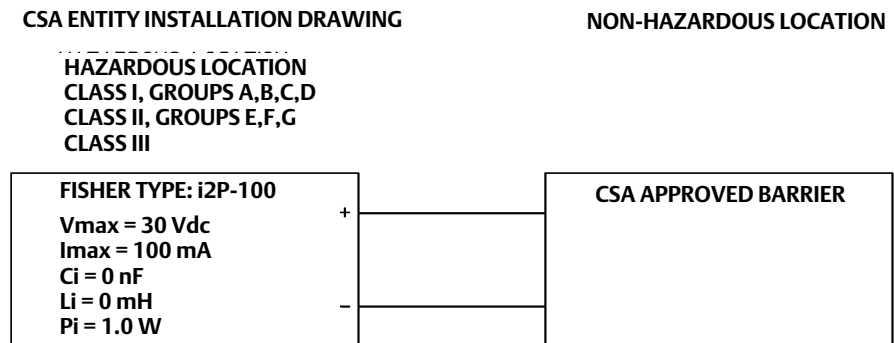 CSA ENTITY INSTALLATION DRAWING
NON-HAZARDOUS LOCATION
HAZARDOUS LOCATION
CLASS I, GROUPS A,B,C,D
CLASS II, GROUPS E,F,G
CLASS III
FISHER TYPE: i2P-100
Vmax = 30 Vdc
Imax = 100 mA
Ci = 0 nF
Li = 0 mH
Pi = 1.0 W
+
–
CSA APPROVED BARRIER